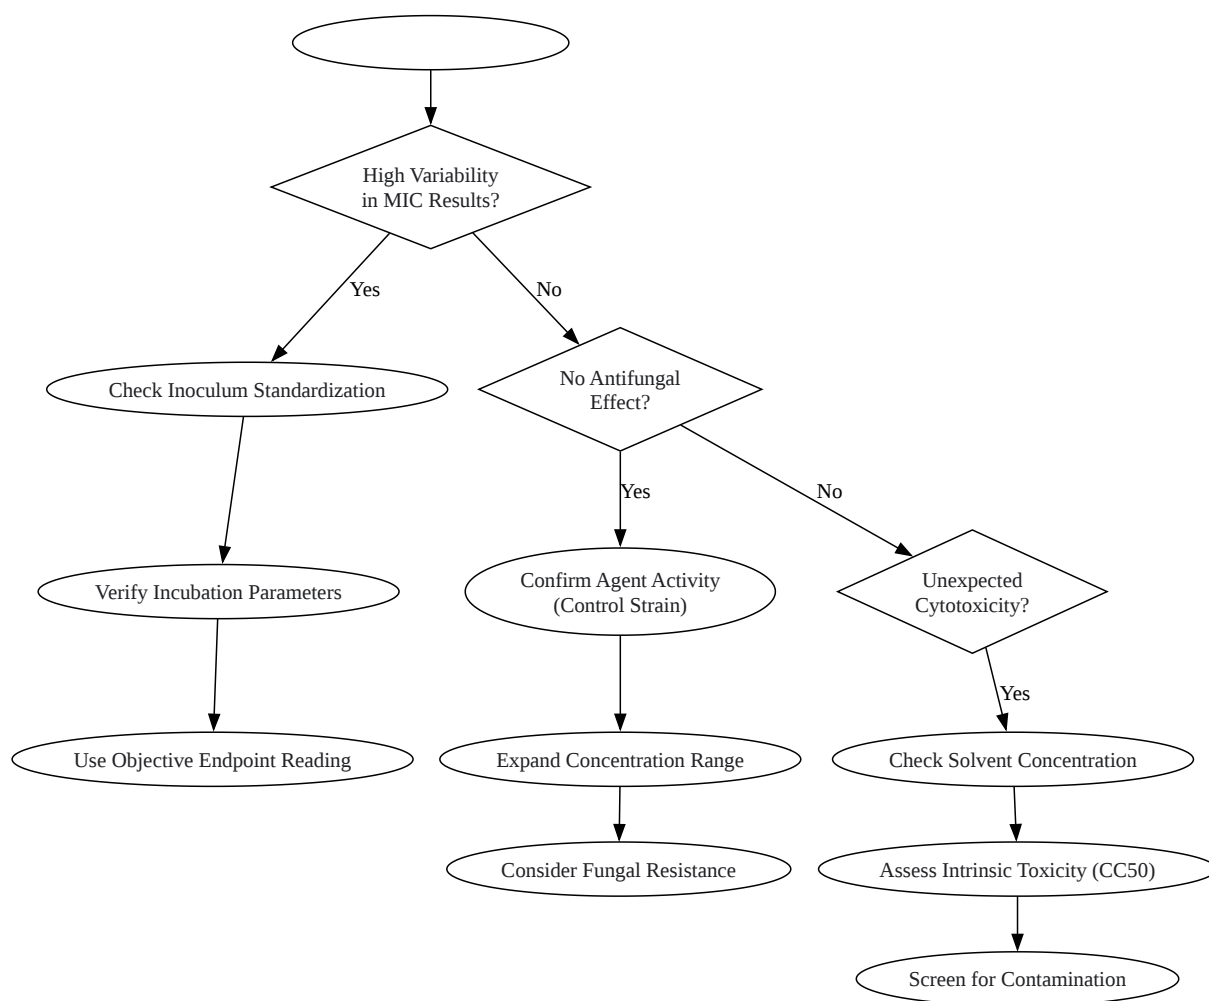 High Variability
in MIC Results?
Yes
No
Check Inoculum Standardization
No Antifungal
Effect?
Yes
No
Verify Incubation Parameters
Confirm Agent Activity
(Control Strain)
Unexpected
Cytotoxicity?
Yes
Use Objective Endpoint Reading
Expand Concentration Range
Check Solvent Concentration
Consider Fungal Resistance
Assess Intrinsic Toxicity (CC50)
Screen for Contamination